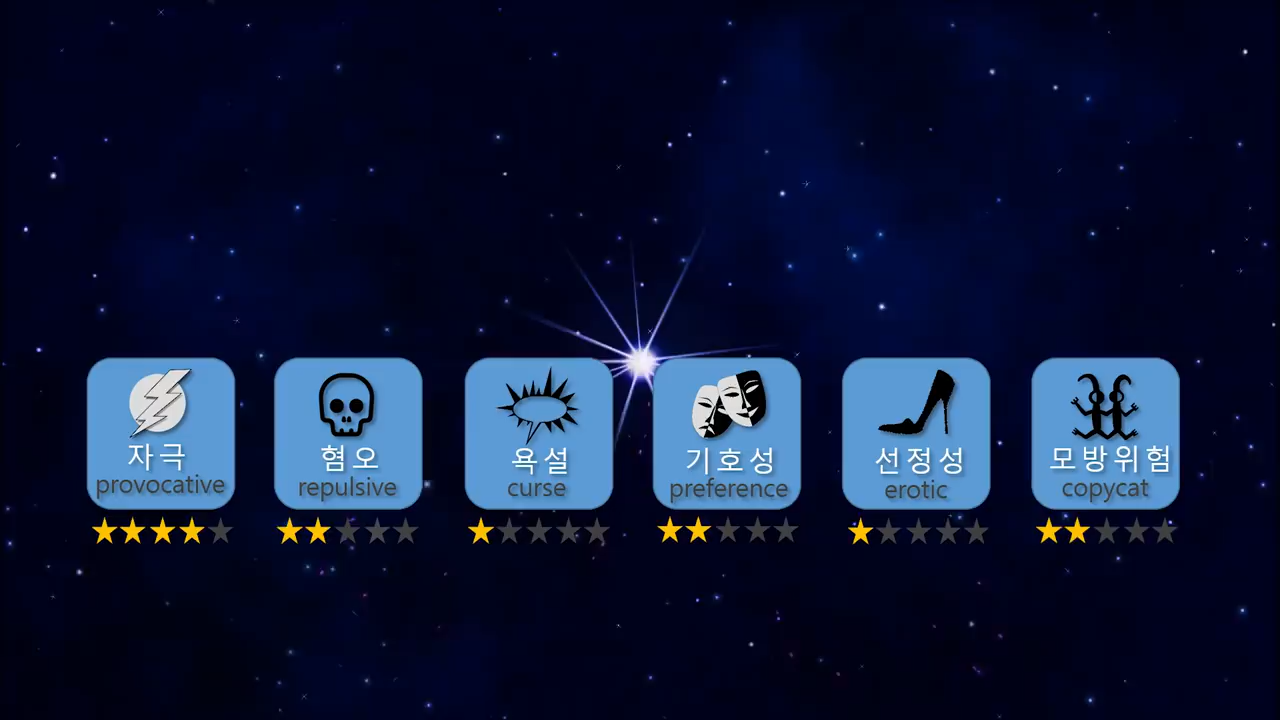 자극
provocative
혐오
repulsive
욕설
curse
기호성
preference
선정성
erotic
모방위험
copycat